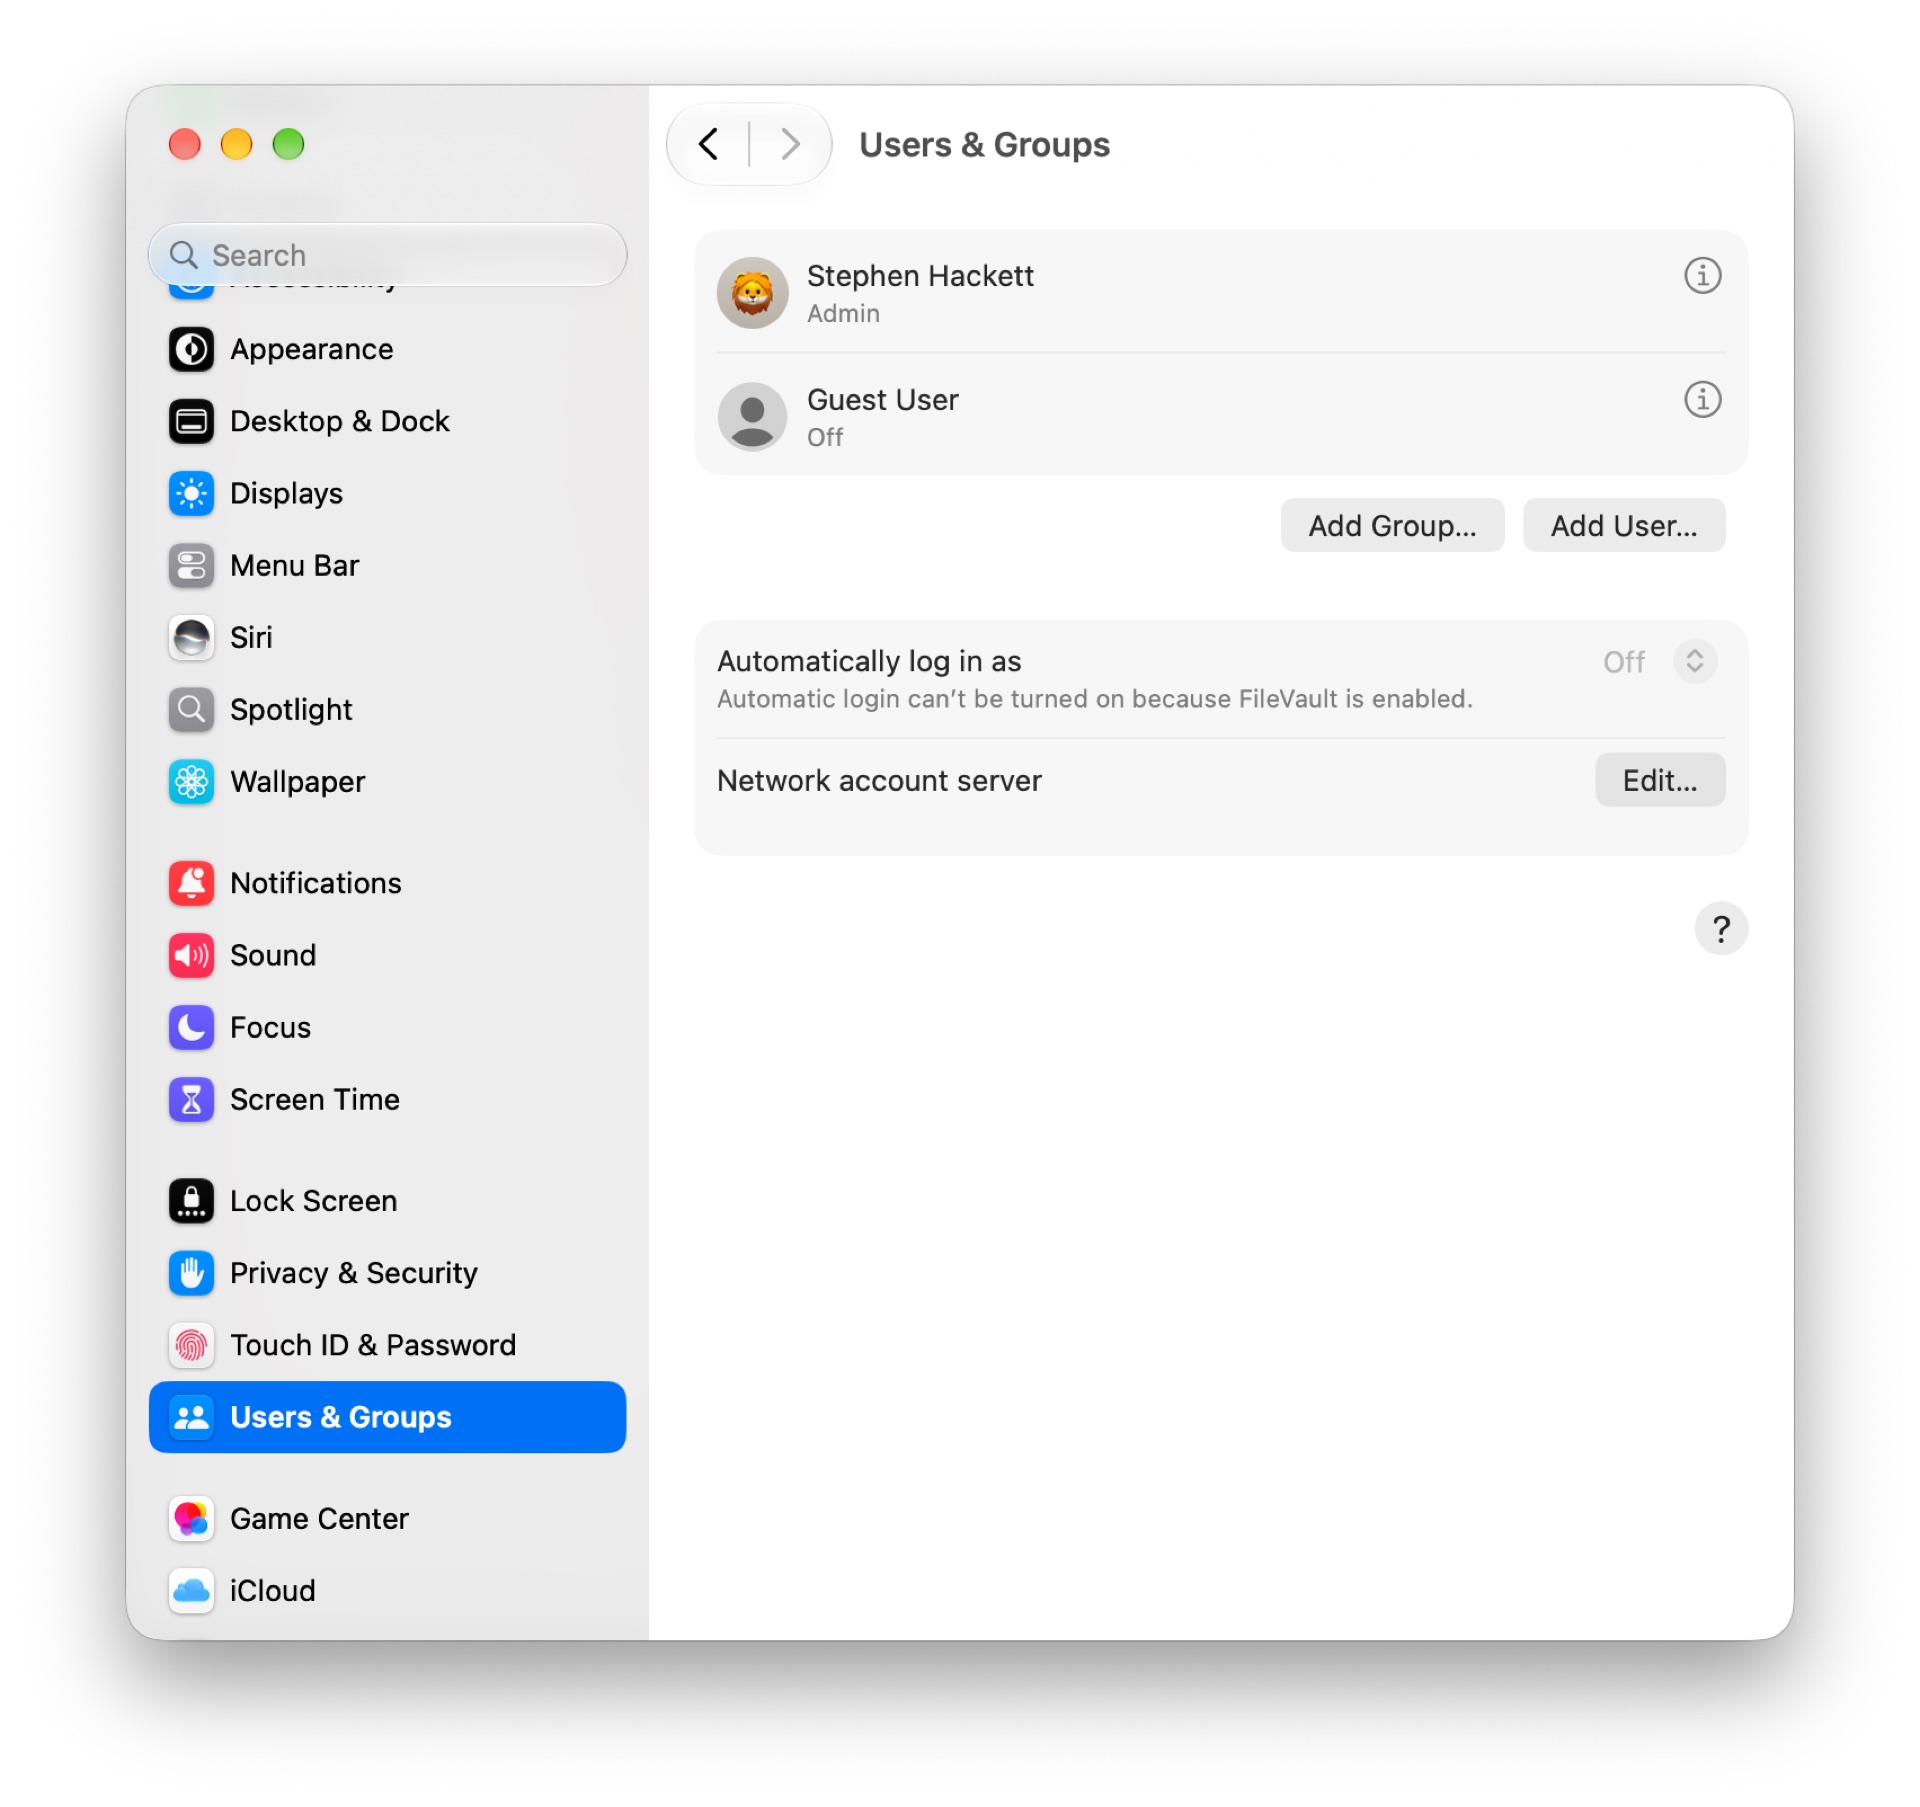 Users & Groups
Search
Appearance
Desktop & Dock
Displays
Menu Bar
Siri
Spotlight
Wallpaper
Notifications
Sound
Focus
Screen Time
Lock Screen
Privacy & Security
Touch ID & Password
Users & Groups
Game Center
iCloud
Stephen Hackett
Admin
Guest User
Off
Add Group...
Add User...
Automatically log in as
Off
Automatic login can’t be turned on because FileVault is enabled.
Network account server
Edit...
?